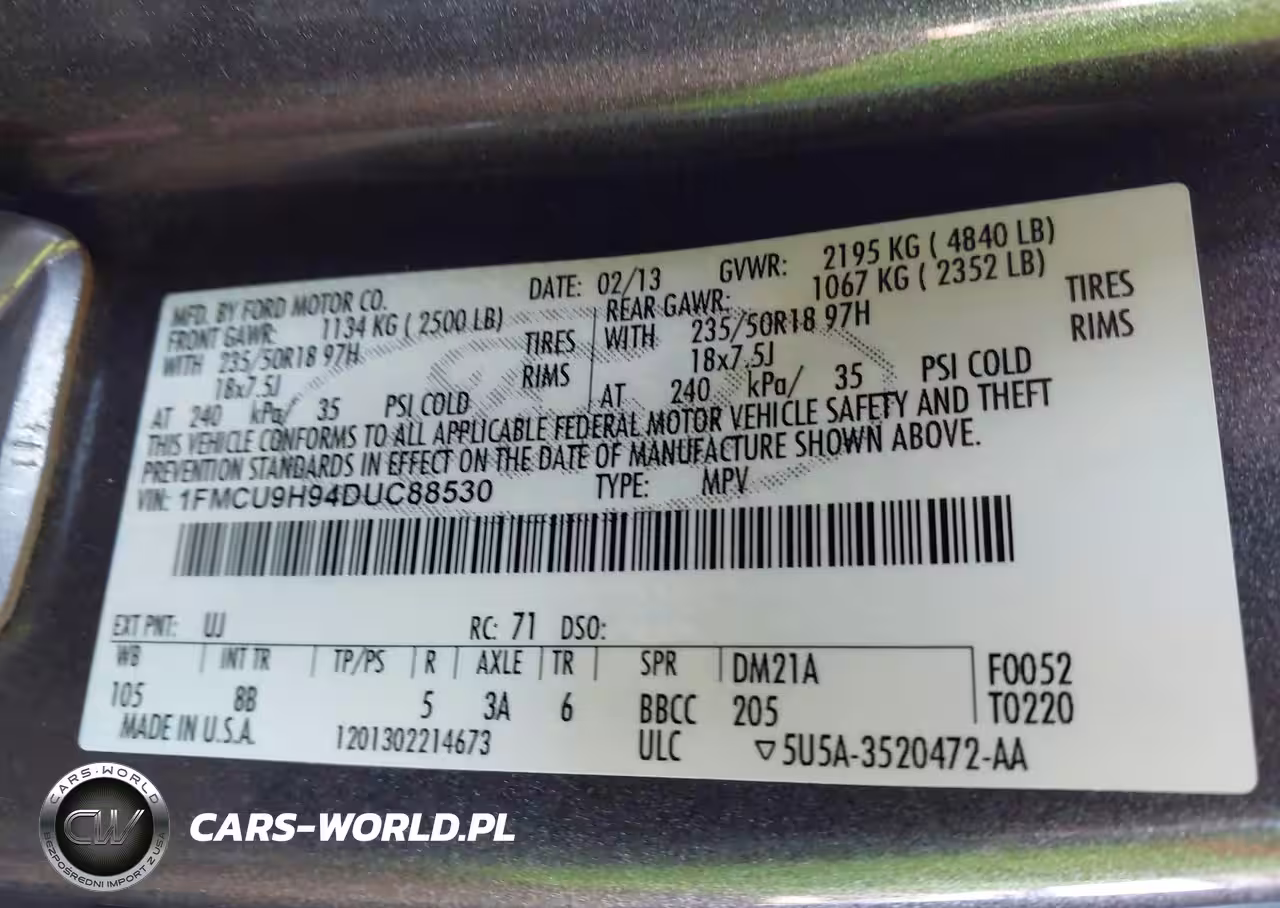 MFD. BY FORD MOTOR CO. DATE: 02/13 GVWR: 2195 KG ( 4840 LB)
FRONT GAWR: 1134 KG ( 2500 LB) REAR GAWR: 1067 KG ( 2352 LB)
WITH 235/50R18 97H TIRES WITH 235/50R18 97H TIRES
18x7.5J RIMS 18x7.5J RIMS
AT 240 kPa/ 35 PSI COLD AT 240 kPa/ 35 PSI COLD
THIS VEHICLE CONFORMS TO ALL APPLICABLE FEDERAL MOTOR VEHICLE SAFETY AND THEFT
PREVENTION STANDARDS IN EFFECT ON THE DATE OF MANUFACTURE SHOWN ABOVE.
VIN: 1FMCU9H94DUC88530 TYPE: MPV
EXT PNT: UJ RC: 71 DSO:
WB INT TR TP/PS R AXLE TR SPR DM21A F0052
105 8B 5 3A 6 BBCC 205 T0220
MADE IN U.S.A. 1201302214673 ULC ▽5U5A-3520472-AA
CARS-WORLD
CW
BEZPOŚREDNI IMPORT Z USA
CARS-WORLD.PL